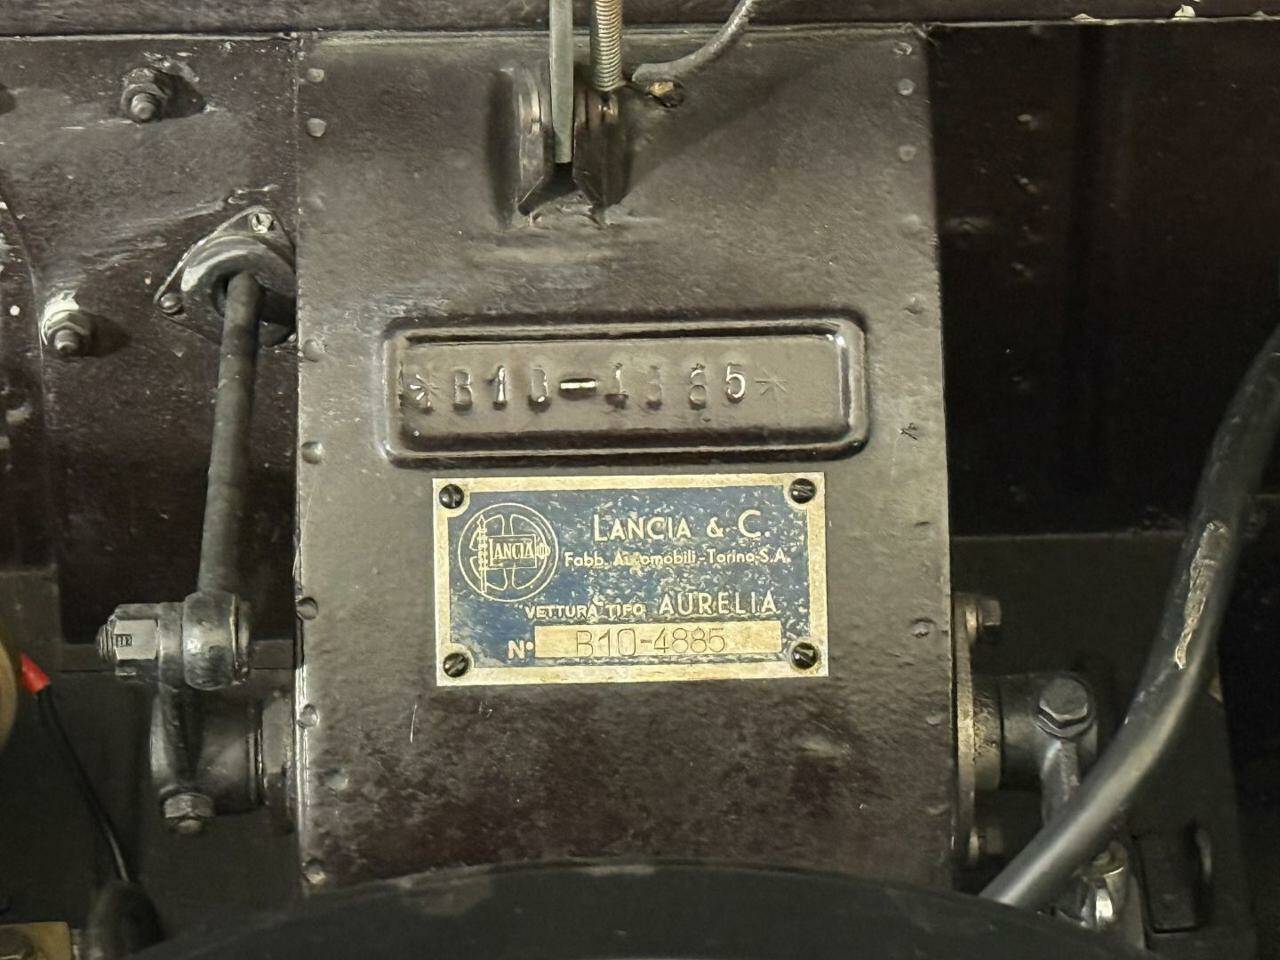 *B10-4885*
LANCIA & C.
Fabb. Automobili-Torino-S.A.
LANCIA
VETTURA TIPO AURELIA
N° B10-4885